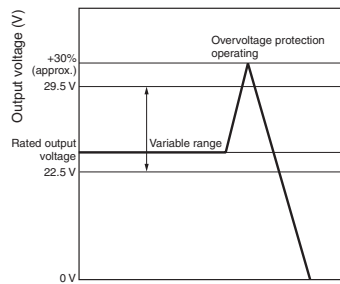 Output voltage (V)
Overvoltage protection
operating
+30%
(approx.)
29.5 V
Rated output
voltage
Variable range
22.5 V
0 V